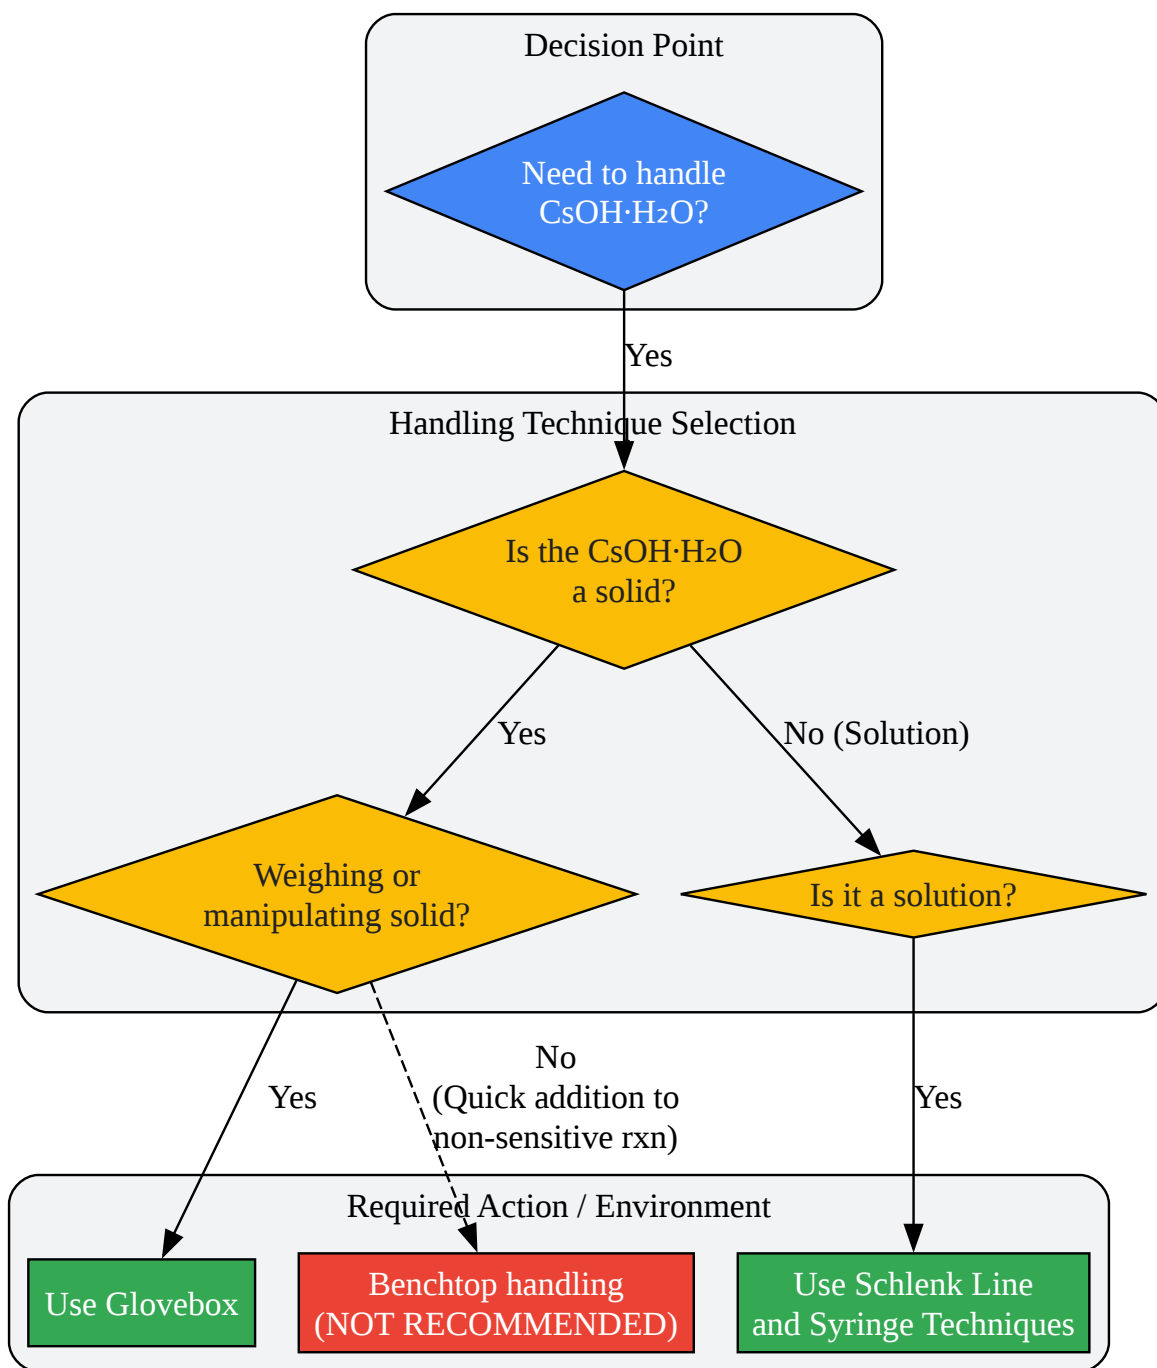 Decision Point
Need to handle
CsOH·H₂O?
Yes
Handling Technique Selection
Is the CsOH·H₂O
a solid?
Yes
No (Solution)
Weighing or
manipulating solid?
Is it a solution?
Yes
No
(Quick addition to
non-sensitive rxn)
Yes
Required Action / Environment
Use Glovebox
Benchtop handling
(NOT RECOMMENDED)
Use Schlenk Line
and Syringe Techniques